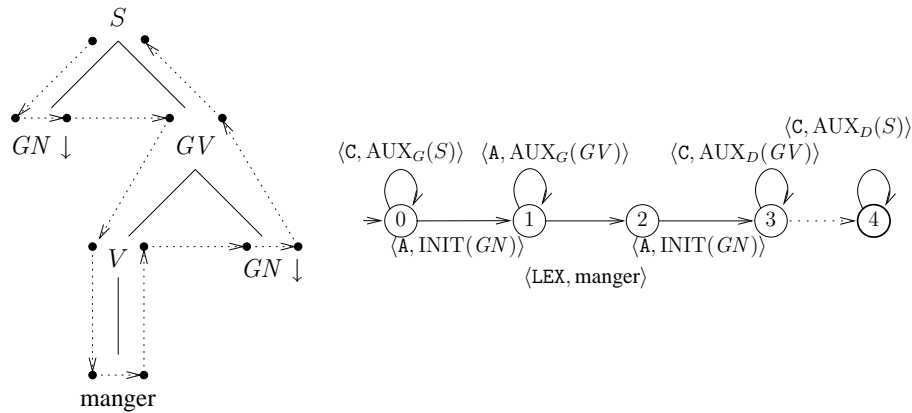 S
GN ↓
GV
V
GN ↓
manger
⟨C, AUX_D(S)⟩
⟨C, AUX_G(S)⟩ ⟨A, AUX_G(GV)⟩ ⟨C, AUX_D(GV)⟩
0 1 2 3 4
⟨A, INIT(GN)⟩ ⟨A, INIT(GN)⟩
⟨LEX, manger⟩